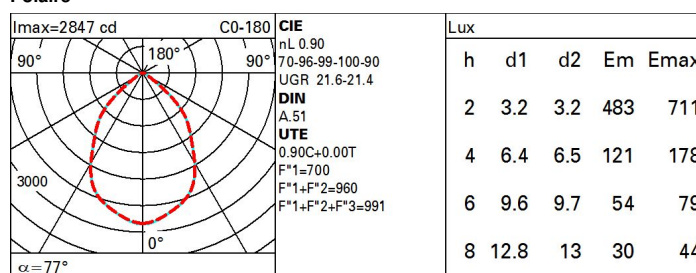 Imax=2847 cd C0-180
90° 180° 90°
3000
0°
α=77°
CIE
nL 0.90
70-96-99-100-90
UGR 21.6-21.4
DIN
A.51
UTE
0.90C+0.00T
F"1=700
F"1+F"2=960
F"1+F"2+F"3=991
Lux
h d1 d2 Em Emax
2 3.2 3.2 483 711
4 6.4 6.5 121 178
6 9.6 9.7 54 79
8 12.8 13 30 44